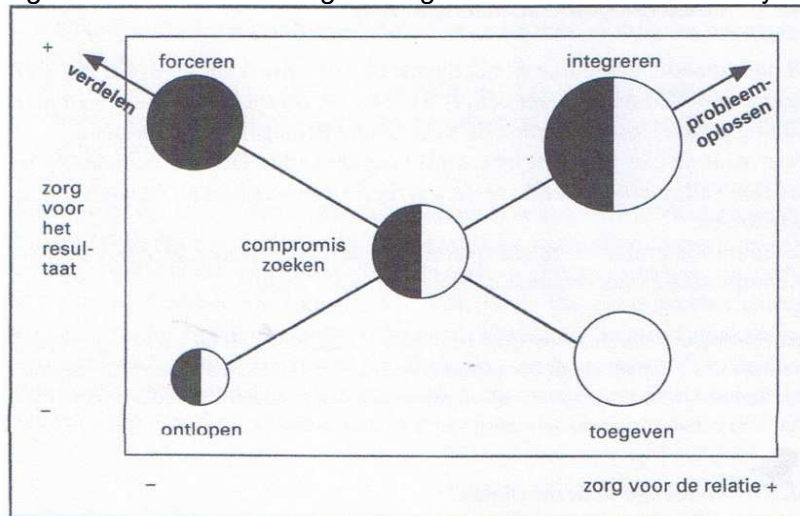 +
forceren
integreren
verdelen
probleem-
oplossen
zorg
voor
het
resul-
taat
compromis
zoeken
–
ontlopen
toegeven
–
zorg voor de relatie +